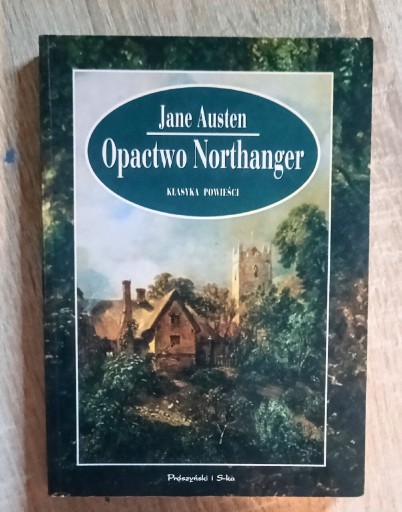 Jane Austen
Opactwo Northanger
KLASYKA POWIEŚCI
Prószyński i S-ka